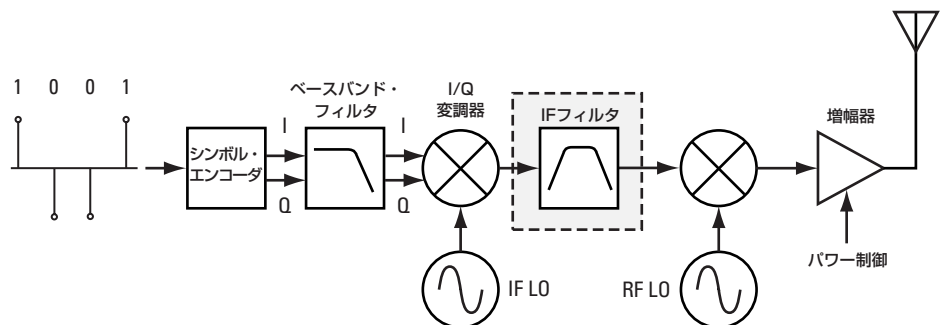 1 0 0 1
シンボル・
エンコーダ
I
Q
ベースバンド・
フィルタ
I
Q
I/Q
変調器
IF LO
IFフィルタ
RF LO
増幅器
パワー制御